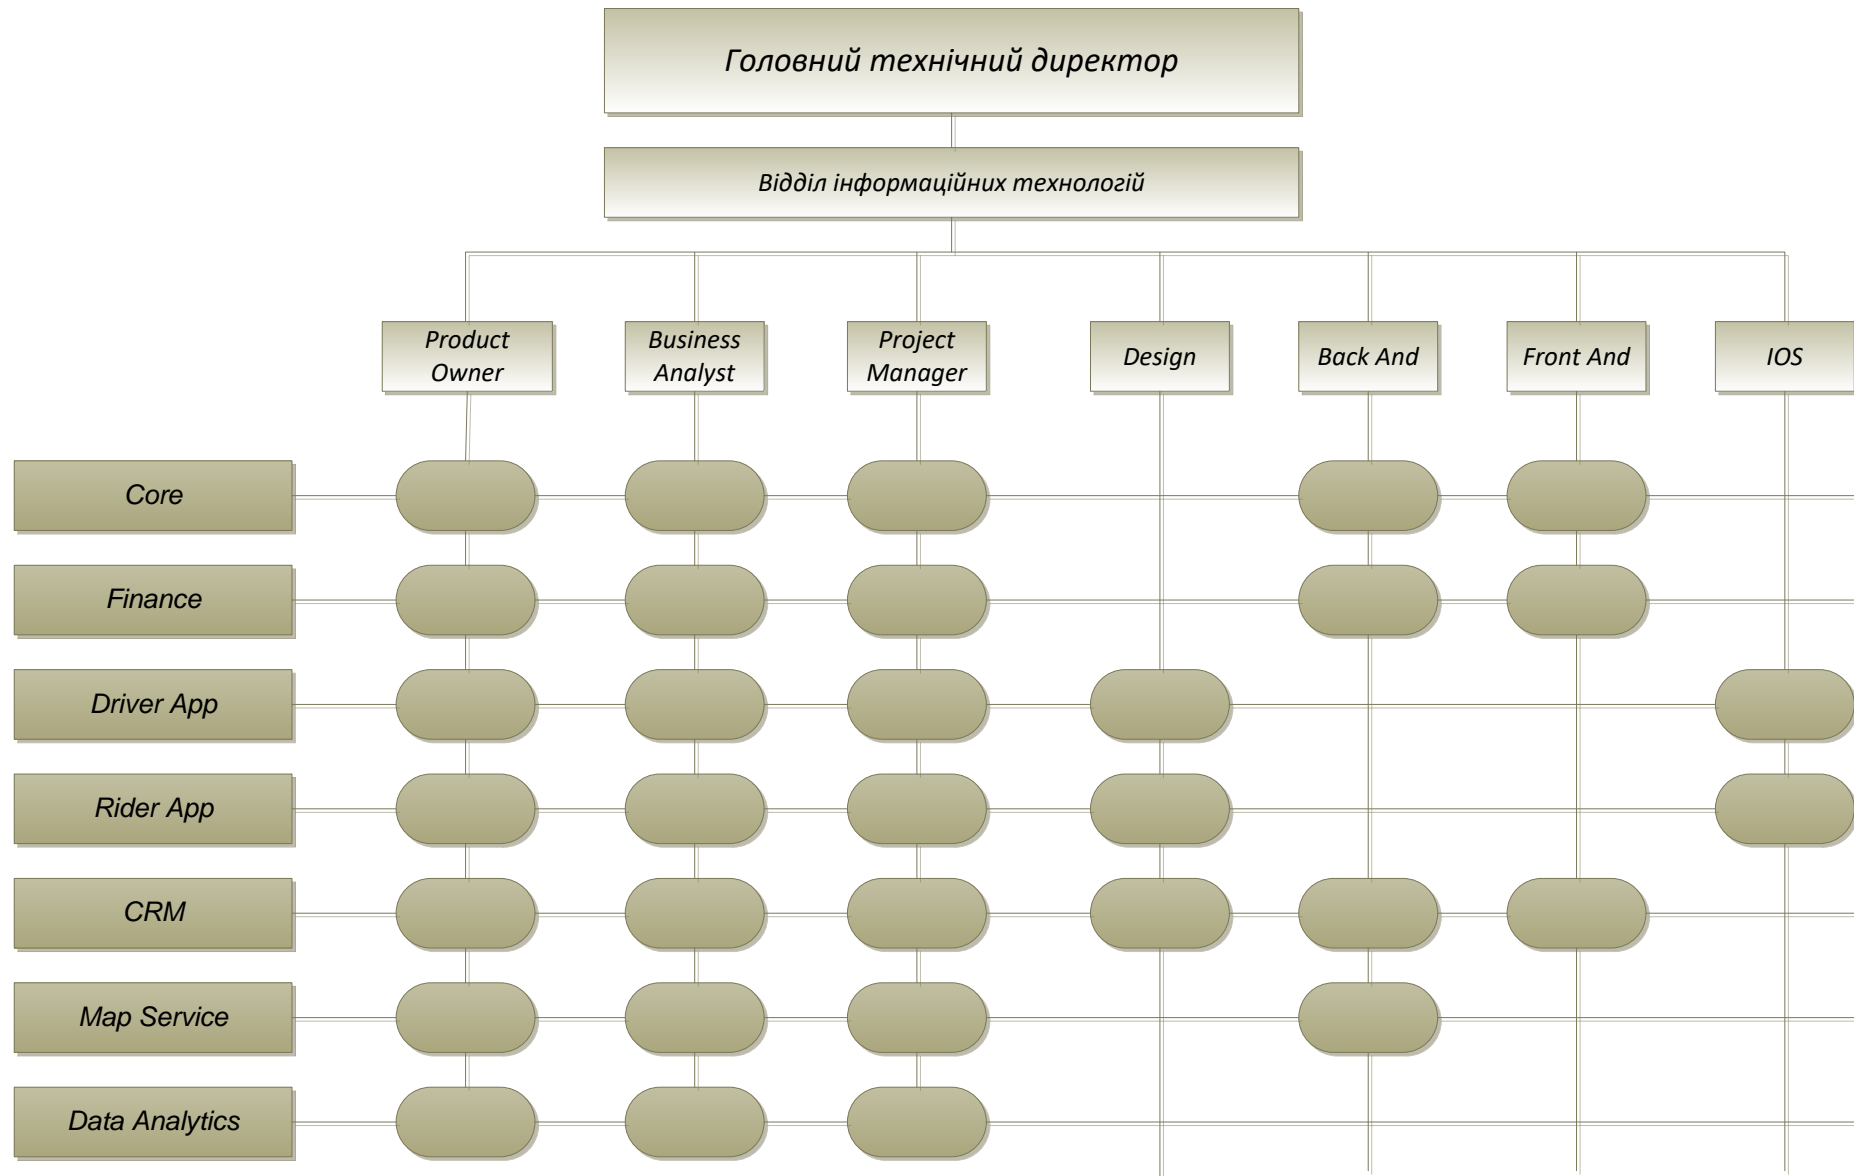 Головний технічний директор
Відділ інформаційних технологій
Product
Owner
Business
Analyst
Project
Manager
Design
Back And
Front And
IOS
Core
Finance
Driver App
Rider App
CRM
Map Service
Data Analytics